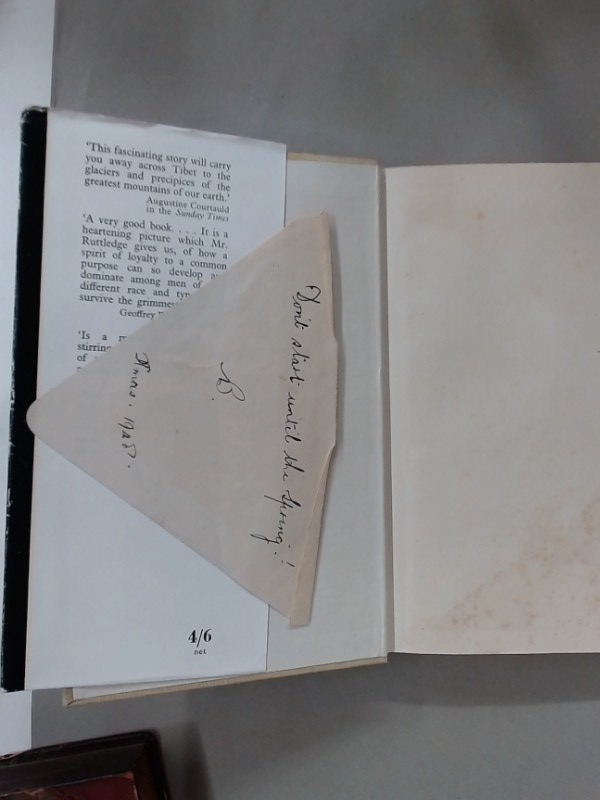 'This fascinating story will carry
you away across Tibet to the
glaciers and precipices of the
greatest mountains of our earth.'
Augustine Courtauld
in the Sunday Times
'A very good book. . . . It is a
heartening picture which Mr.
Ruttledge gives us, of how a
spirit of loyalty to a common
purpose can so develop
dominate among men of
different race and
survive the
Geoffrey
'Is a
stirring
of
4/6
net
Don't start until the Spring!
B.
Xmas. 1940.